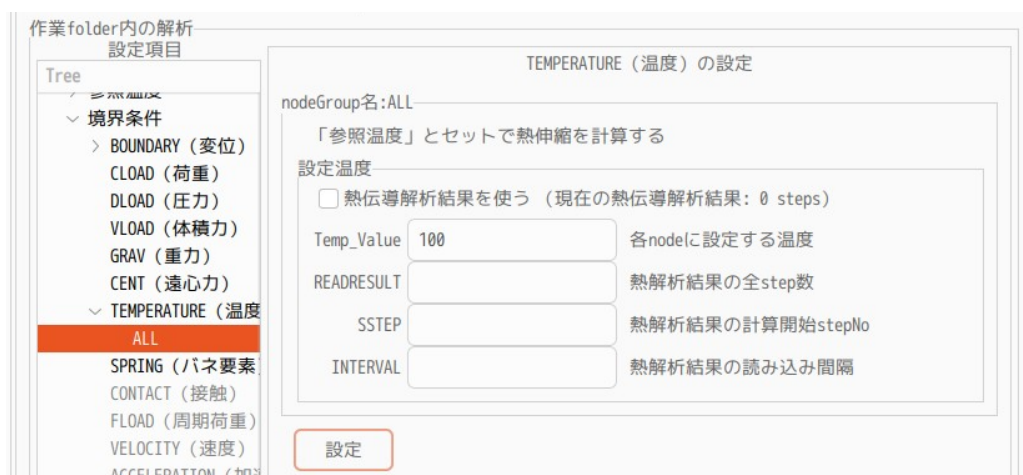 作業folder内の解析
設定項目
Tree
参照温度
境界条件
BOUNDARY (変位)
CLOAD (荷重)
DLOAD (圧力)
VLOAD (体積力)
GRAV (重力)
CENT (遠心力)
TEMPERATURE (温度
ALL
SPRING (バネ要素
CONTACT (接触)
FLOAD (周期荷重)
VELOCITY (速度)
ACCELERATION (加速
TEMPERATURE (温度) の設定
nodeGroup名:ALL
「参照温度」とセットで熱伸縮を計算する
設定温度
熱伝導解析結果を使う (現在の熱伝導解析結果: 0 steps)
Temp_Value 100 各nodeに設定する温度
READRESULT 熱解析結果の全step数
SSTEP 熱解析結果の計算開始stepNo
INTERVAL 熱解析結果の読み込み間隔
設定